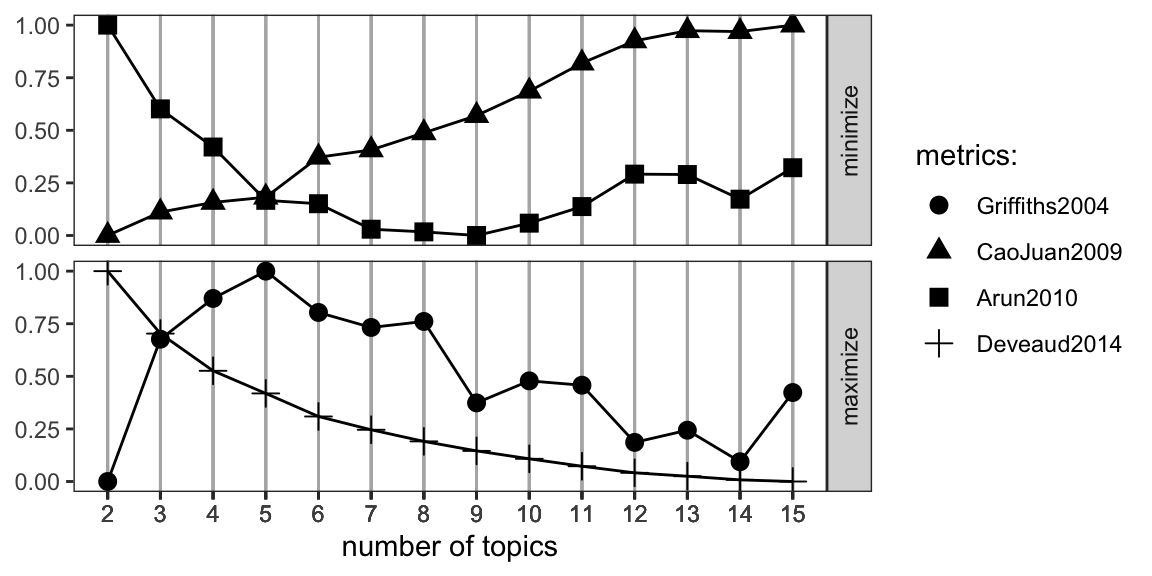 1.00
0.75
0.50
0.25
0.00
minimize
1.00
0.75
0.50
0.25
0.00
maximize
2 3 4 5 6 7 8 9 10 11 12 13 14 15
number of topics
metrics:
Griffiths2004
CaoJuan2009
Arun2010
Deveaud2014